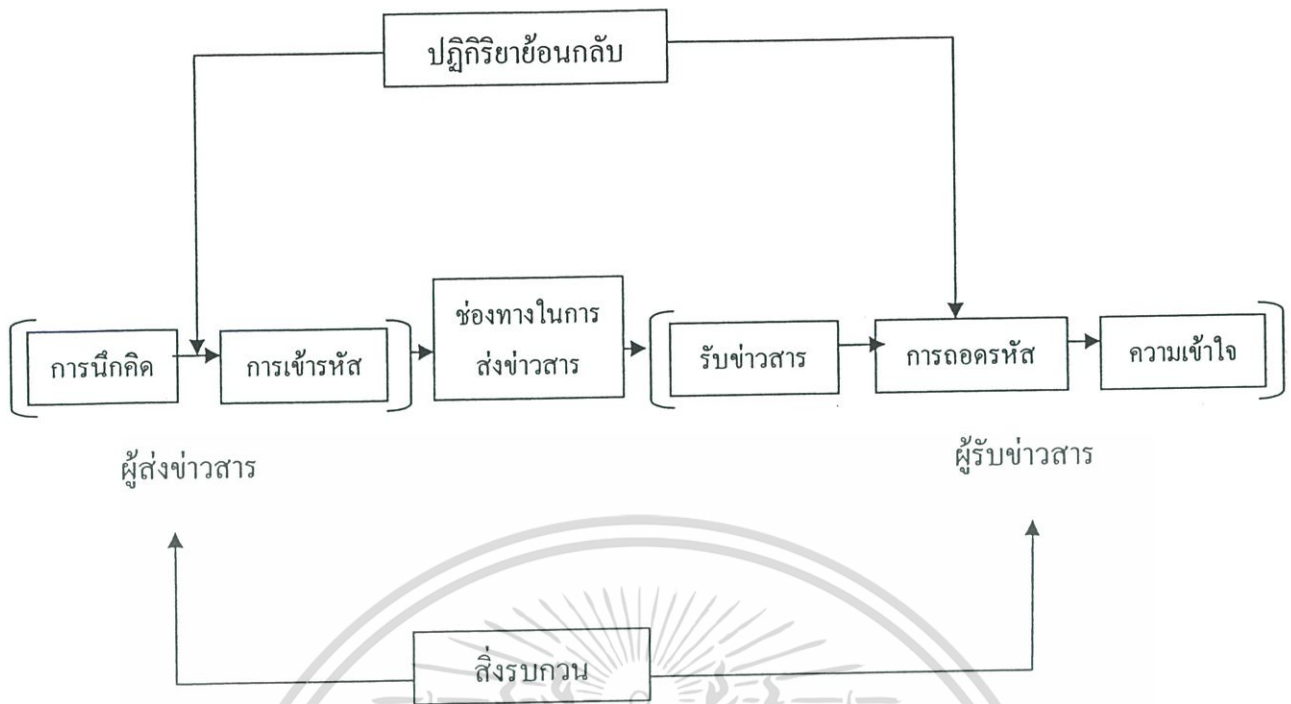 ปฏิกิริยาย้อนกลับ
การนึกคิด
การเข้ารหัส
ช่องทางในการ
ส่งข่าวสาร
รับข่าวสาร
การถอดรหัส
ความเข้าใจ
ผู้ส่งข่าวสาร
ผู้รับข่าวสาร
สิ่งรบกวน